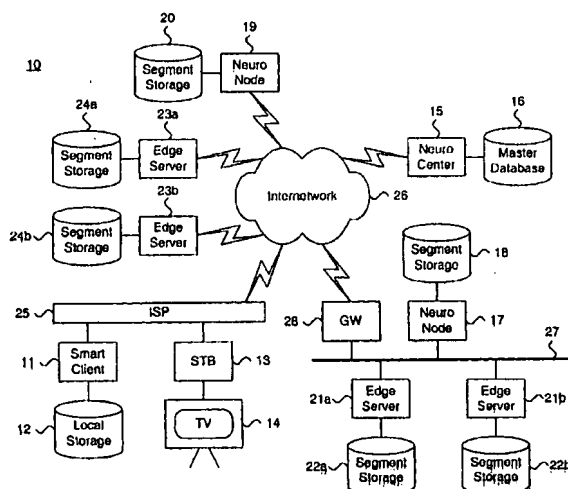 20
19
10
Segment
Storage
Neuro
Node
24a
23a
15
16
Segment
Storage
Edge
Server
Neuro
Center
Master
Database
23b
Internetwork
26
24b
Segment
Storage
Edge
Server
Segment
Storage
18
25
ISP
28
GW
Neuro
Node
17
27
11
Smart
Client
STB
13
21a
Edge
Server
Edge
Server
21b
12
Local
Storage
TV
14
22a
Segment
Storage
Segment
Storage
22b